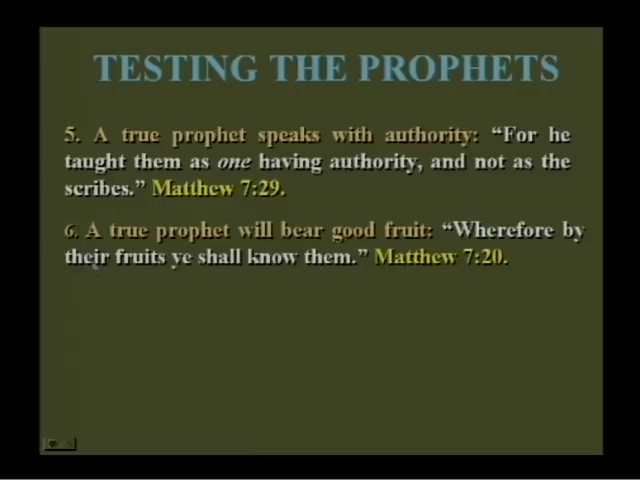 TESTING THE PROPHETS
5. A true prophet speaks with authority: “For he
taught them as one having authority, and not as the
scribes.” Matthew 7:29.
6. A true prophet will bear good fruit: “Wherefore by
their fruits ye shall know them.” Matthew 7:20.